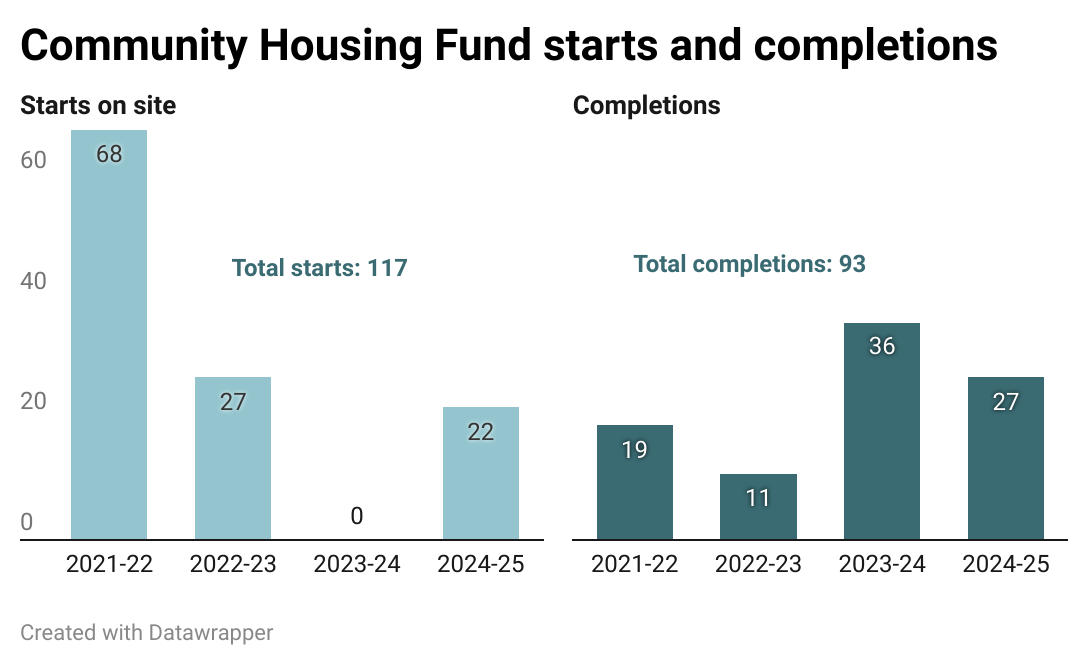 Community Housing Fund starts and completions
Starts on site
60
40
20
0
68
27
0
22
Total starts: 117
2021-22 2022-23 2023-24 2024-25
Completions
Total completions: 93
19
11
36
27
2021-22 2022-23 2023-24 2024-25
Created with Datawrapper